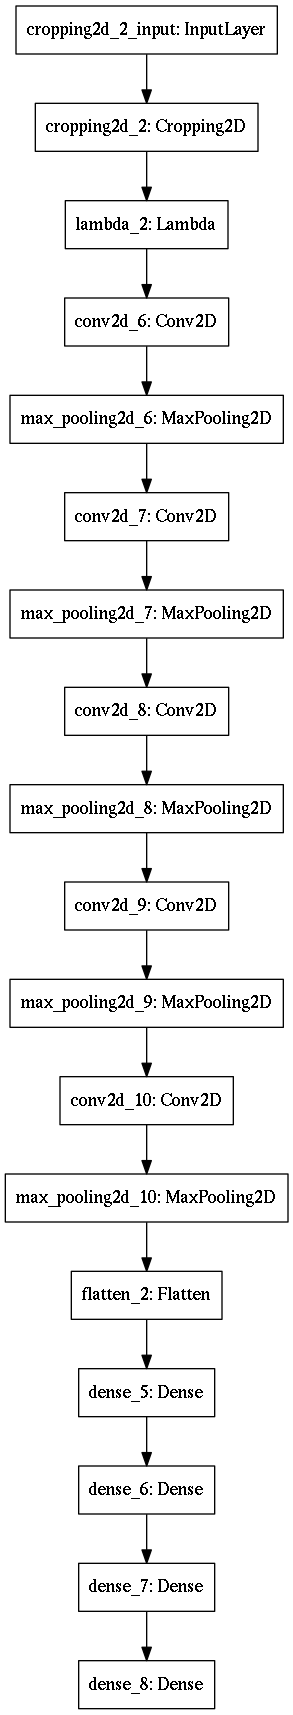 cropping2d_2_input: InputLayer
cropping2d_2: Cropping2D
lambda_2: Lambda
conv2d_6: Conv2D
max_pooling2d_6: MaxPooling2D
conv2d_7: Conv2D
max_pooling2d_7: MaxPooling2D
conv2d_8: Conv2D
max_pooling2d_8: MaxPooling2D
conv2d_9: Conv2D
max_pooling2d_9: MaxPooling2D
conv2d_10: Conv2D
max_pooling2d_10: MaxPooling2D
flatten_2: Flatten
dense_5: Dense
dense_6: Dense
dense_7: Dense
dense_8: Dense